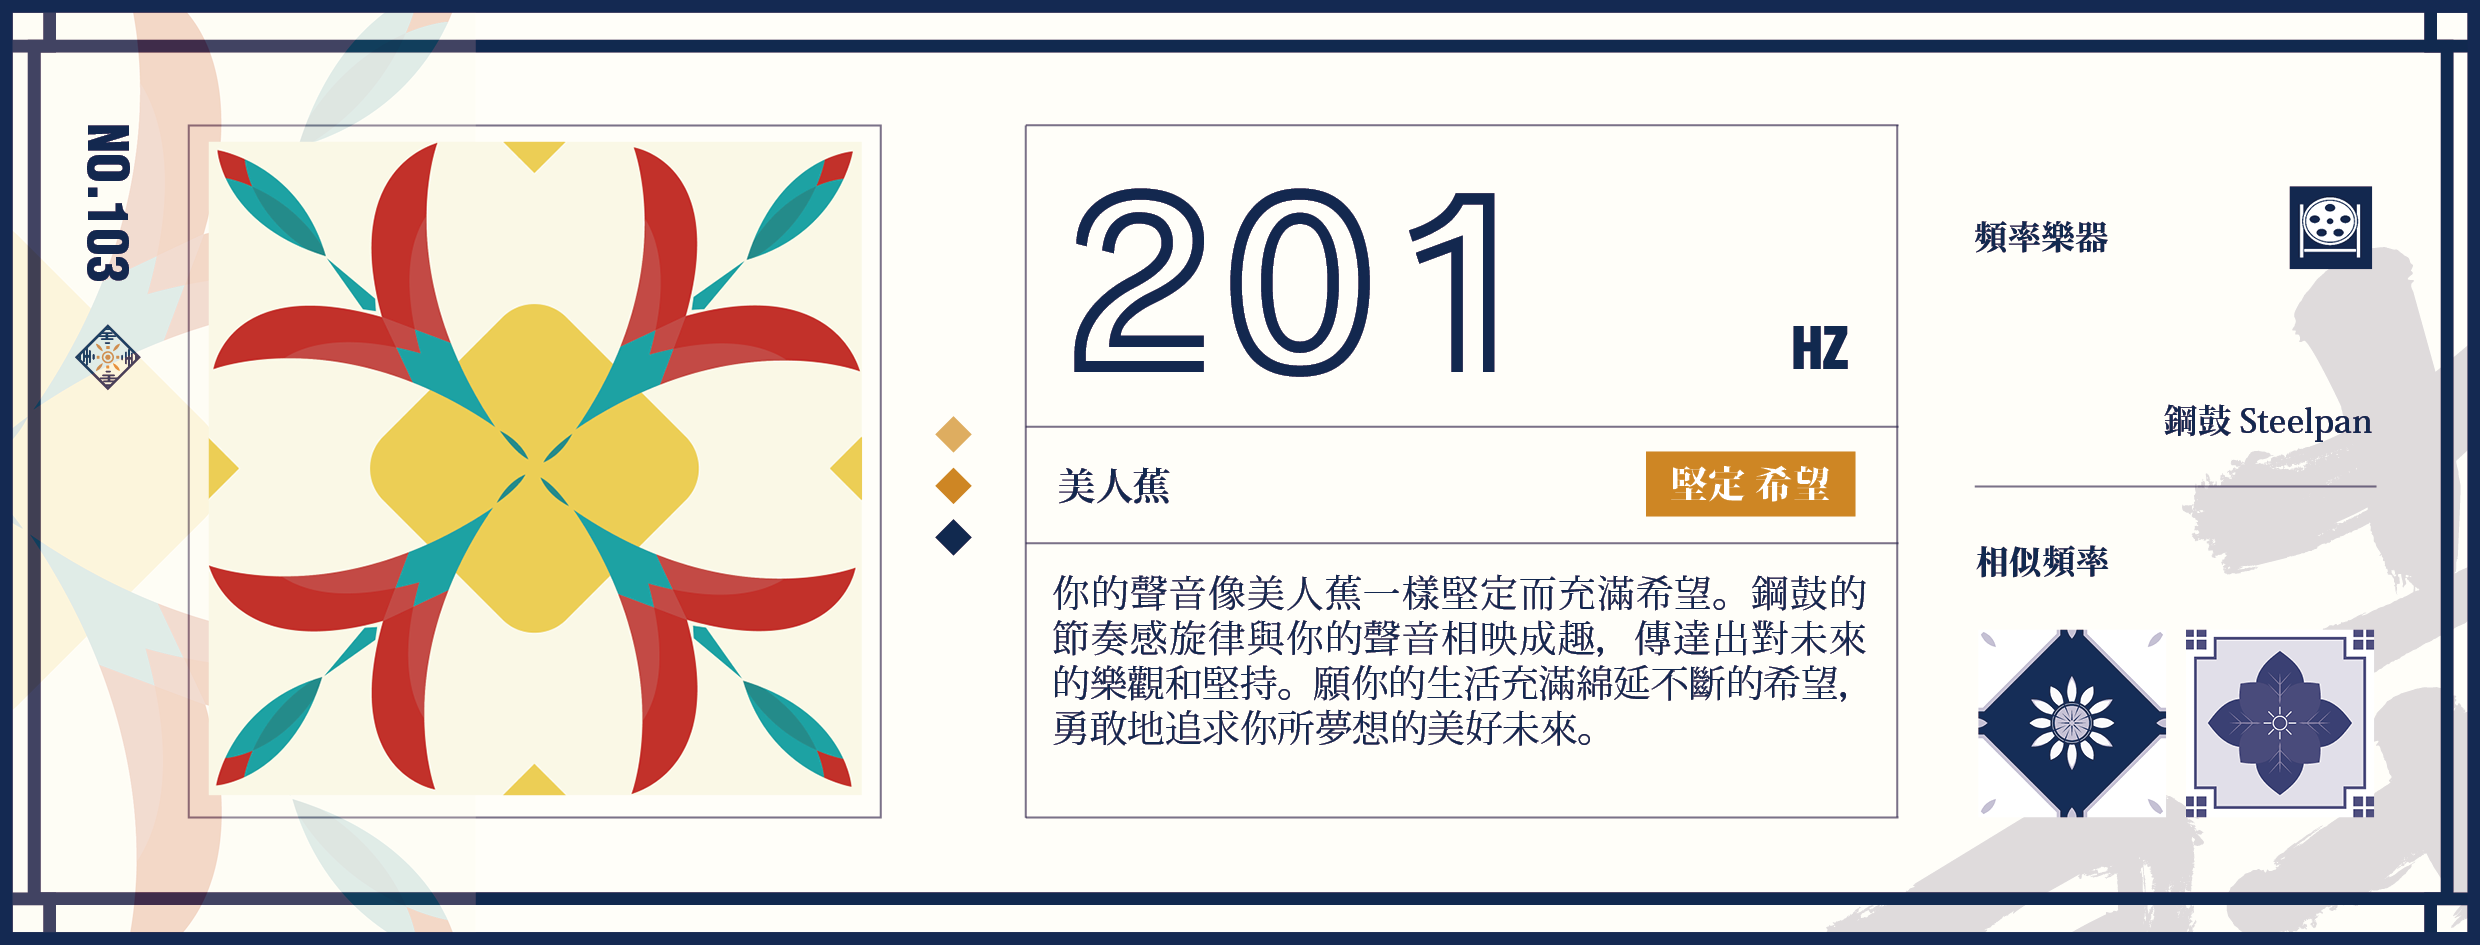 NO.103
201
HZ
美人蕉
堅定 希望
你的聲音像美人蕉一樣堅定而充滿希望。鋼鼓的
節奏感旋律與你的聲音相映成趣，傳達出對未來
的樂觀和堅持。願你的生活充滿綿延不斷的希望，
勇敢地追求你所夢想的美好未來。
頻率樂器
鋼鼓 Steelpan
相似頻率